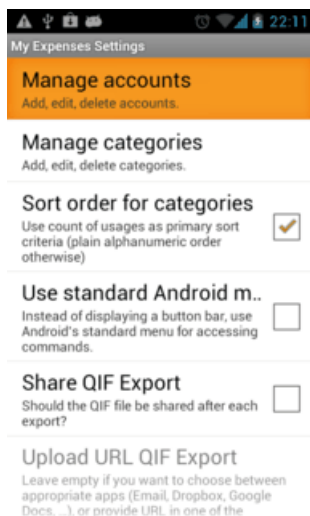 22:11
My Expenses Settings
Manage accounts
Add, edit, delete accounts.
Manage categories
Add, edit, delete categories.
Sort order for categories
Use count of usages as primary sort
criteria (plain alphanumeric order
otherwise)
Use standard Android m..
Instead of displaying a button bar, use
Android's standard menu for accessing
commands.
Share QIF Export
Should the QIF file be shared after each
export?
Upload URL QIF Export
Leave empty if you want to choose between
appropriate apps (Email, Dropbox, Google
Docs, ...), or provide URL in one of the